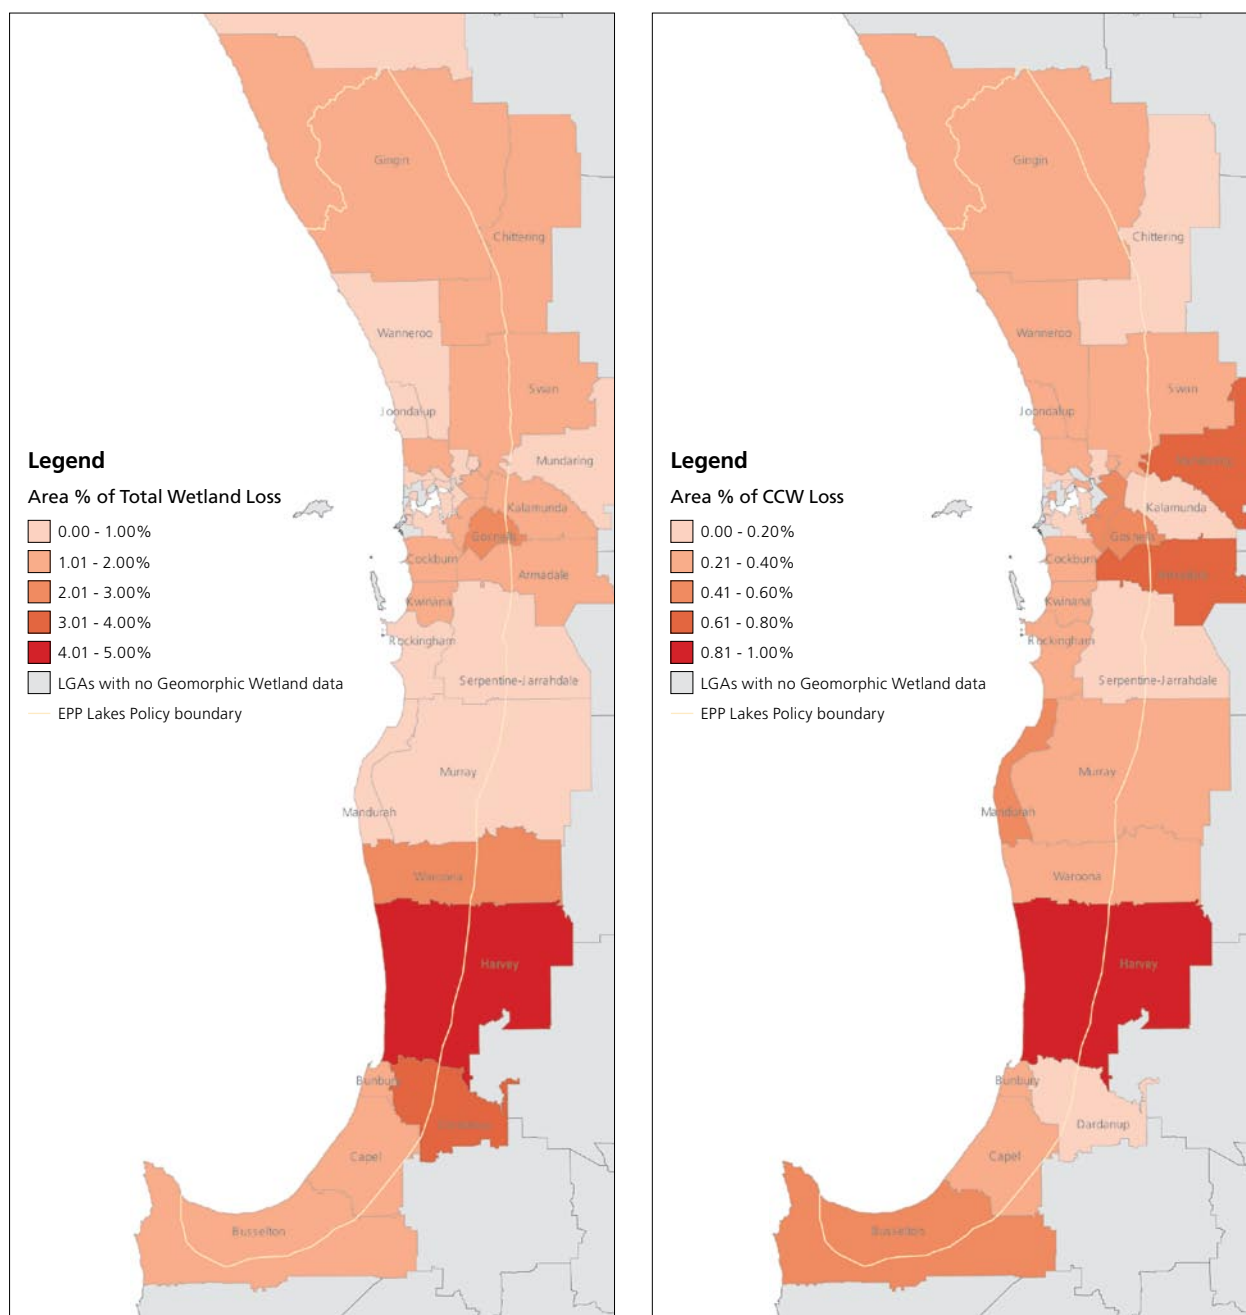 Gingin
Chittering
Wanneroo
Swan
Joondalup
Mundaring
Kalamunda
Gosnells
Cockburn
Armadale
Kwinana
Rockingham
Serpentine-Jarrahdale
Murray
Mandurah
Waroona
Harvey
Bunbury
Dardanup
Capel
Busselton
Legend
Area % of Total Wetland Loss
0.00 - 1.00%
1.01 - 2.00%
2.01 - 3.00%
3.01 - 4.00%
4.01 - 5.00%
LGAs with no Geomorphic Wetland data
EPP Lakes Policy boundary
Gingin
Chittering
Wanneroo
Swan
Joondalup
Mundaring
Kalamunda
Gosnells
Cockburn
Armadale
Kwinana
Rockingham
Serpentine-Jarrahdale
Murray
Mandurah
Waroona
Harvey
Bunbury
Dardanup
Capel
Busselton
Legend
Area % of CCW Loss
0.00 - 0.20%
0.21 - 0.40%
0.41 - 0.60%
0.61 - 0.80%
0.81 - 1.00%
LGAs with no Geomorphic Wetland data
EPP Lakes Policy boundary